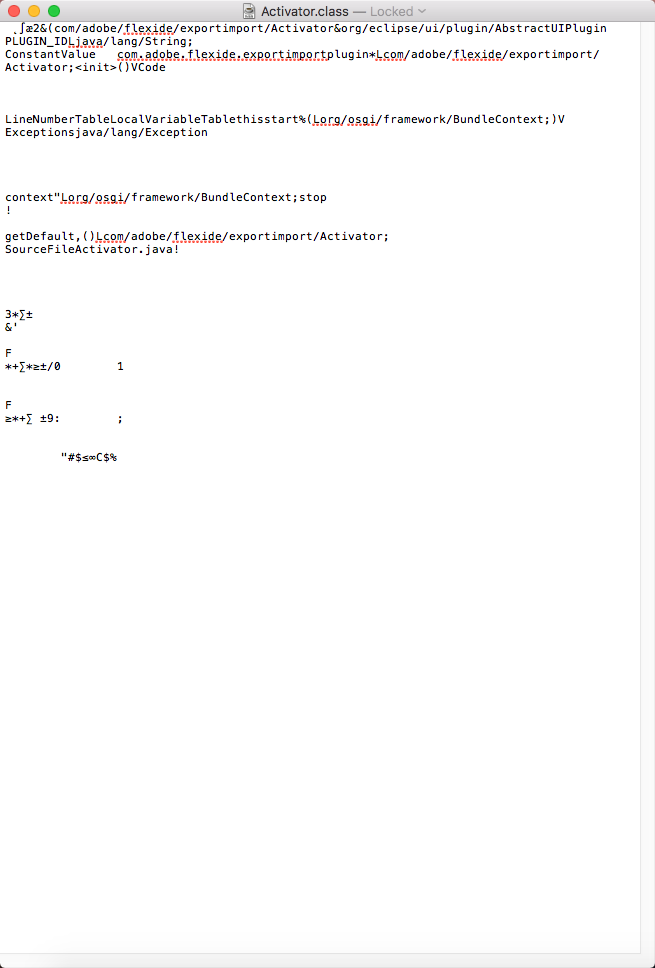 Activator.class — Locked
˛ʃæ2&(com/adobe/flexide/exportimport/Activator&org/eclipse/ui/plugin/AbstractUIPlugin
PLUGIN_IDLjava/lang/String;
ConstantValue com.adobe.flexide.exportimportplugin*Lcom/adobe/flexide/exportimport/
Activator;<init>()VCode
LineNumberTableLocalVariableTablethisstart%(Lorg/osgi/framework/BundleContext;)V
Exceptionsjava/lang/Exception
context"Lorg/osgi/framework/BundleContext;stop
!
getDefault,()Lcom/adobe/flexide/exportimport/Activator;
SourceFileActivator.java!
3*∑±
&'
F
*+∑*≥±/0 1
F
≥*+∑ ±9: ;
"#$≤∞C$%